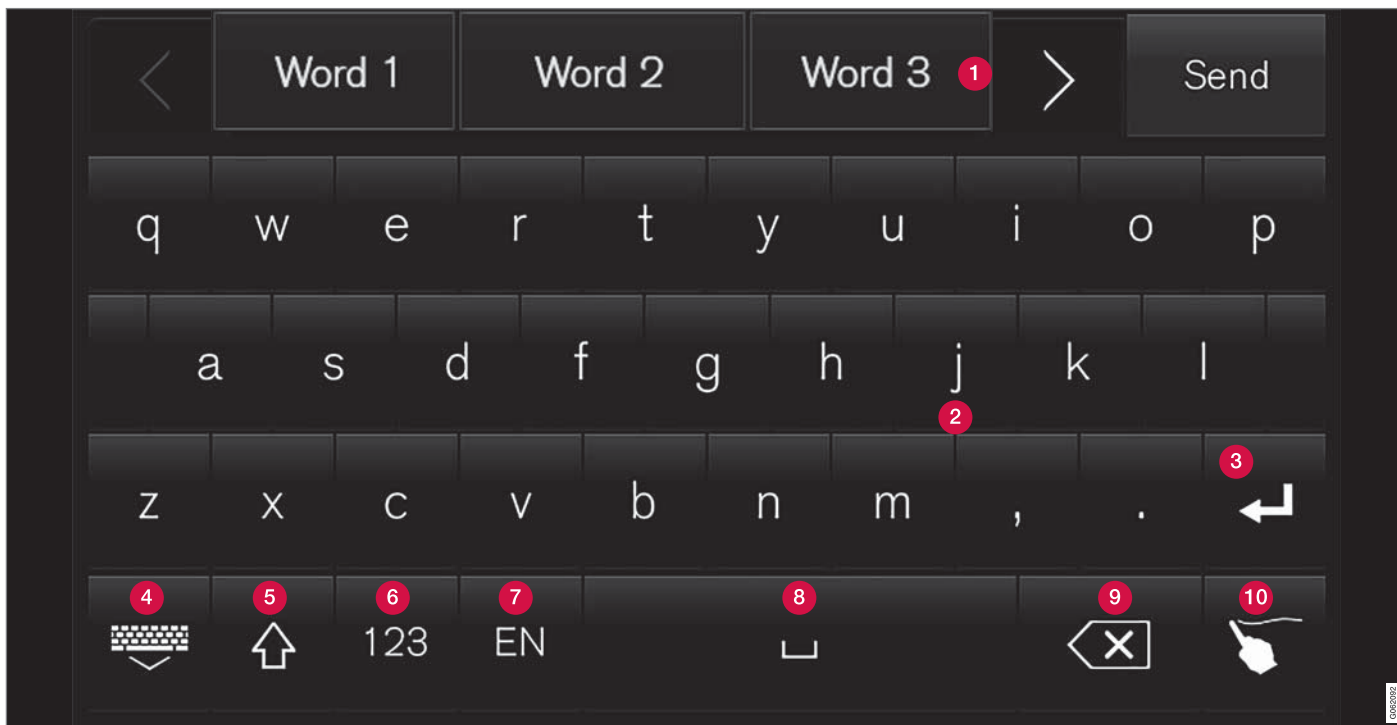 Word 1 Word 2 Word 3 1 Send
q w e r t y u i o p
a s d f g h j k l
2
3
z x c v b n m , .
4 5 6 7 8 9 10
123 EN
G062092